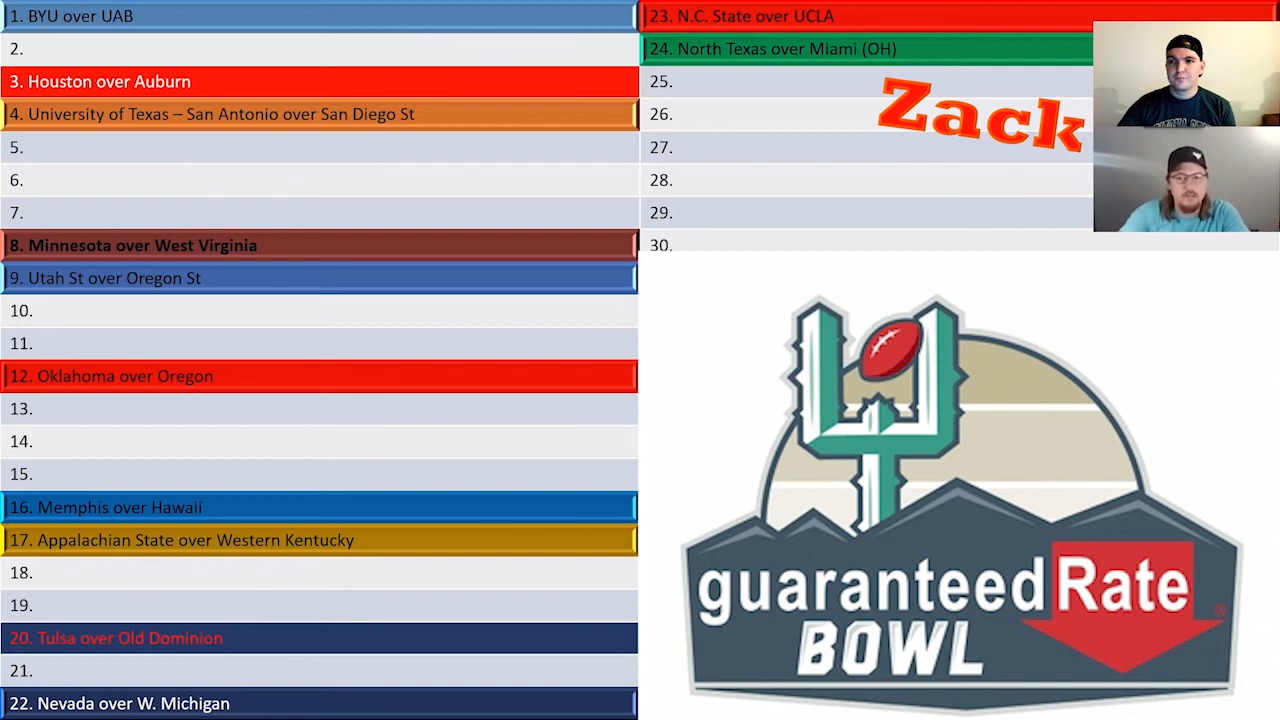 1. BYU over UAB
2.
3. Houston over Auburn
4. University of Texas – San Antonio over San Diego St
5.
6.
7.
8. Minnesota over West Virginia
9. Utah St over Oregon St
10.
11.
12. Oklahoma over Oregon
13.
14.
15.
16. Memphis over Hawaii
17. Appalachian State over Western Kentucky
18.
19.
20. Tulsa over Old Dominion
21.
22. Nevada over W. Michigan
23. N.C. State over UCLA
24. North Texas over Miami (OH)
25.
26.
27.
28.
29.
30.
Zack
guaranteed Rate ®
BOWL